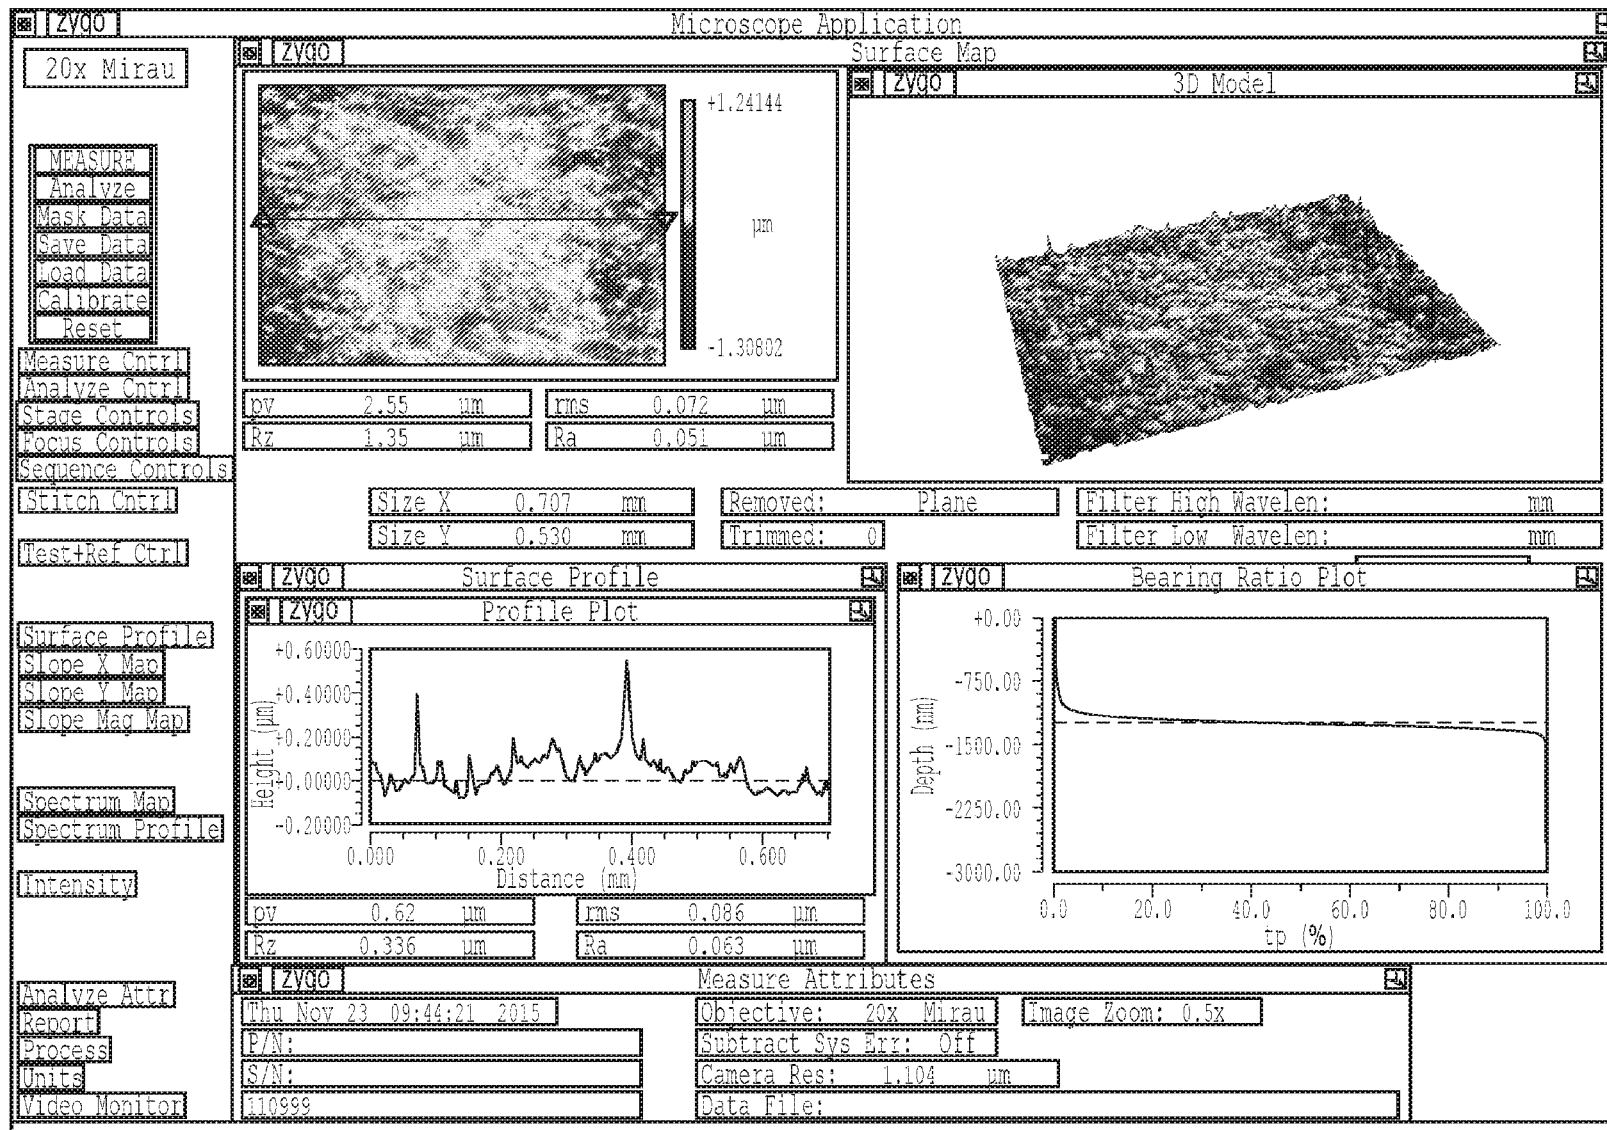 zygo Microscope Application
20x Mirau
MEASURE
Analyze
Mask Data
Save Data
Load Data
Calibrate
Reset
Measure Cntrl
Analyze Cntrl
Stage Controls
Focus Controls
Sequence Controls
Stitch Cntrl
Test+Ref Ctrl
Surface Profile
Slope X Map
Slope Y Map
Slope Mag Map
Spectrum Map
Spectrum Profile
Intensity
Analyze Attr
Report
Process
Units
Video Monitor
zygo Surface Map
+1.24144
µm
-1.30802
pv 2.55 µm
rms 0.072 µm
Rz 1.35 µm
Ra 0.051 µm
zygo 3D Model
Size X 0.707 mm
Removed: Plane
Filter High Wavelen: mm
Size Y 0.530 mm
Trimmed: 0
Filter Low Wavelen: mm
zygo Surface Profile
zygo Profile Plot
Height (µm)
+0.60000
+0.40000
+0.20000
+0.00000
-0.20000
0.000 0.200 0.400 0.600
Distance (mm)
pv 0.62 µm
rms 0.086 µm
Rz 0.336 µm
Ra 0.063 µm
zygo Bearing Ratio Plot
Depth (nm)
+0.00
-750.00
-1500.00
-2250.00
-3000.00
0.0 20.0 40.0 60.0 80.0 100.0
tp (%)
zygo Measure Attributes
Thu Nov 23 09:44:21 2015
Objective: 20x Mirau
Image Zoom: 0.5x
P/N:
Subtract Sys Err: Off
S/N:
Camera Res: 1.104 µm
110999
Data File: